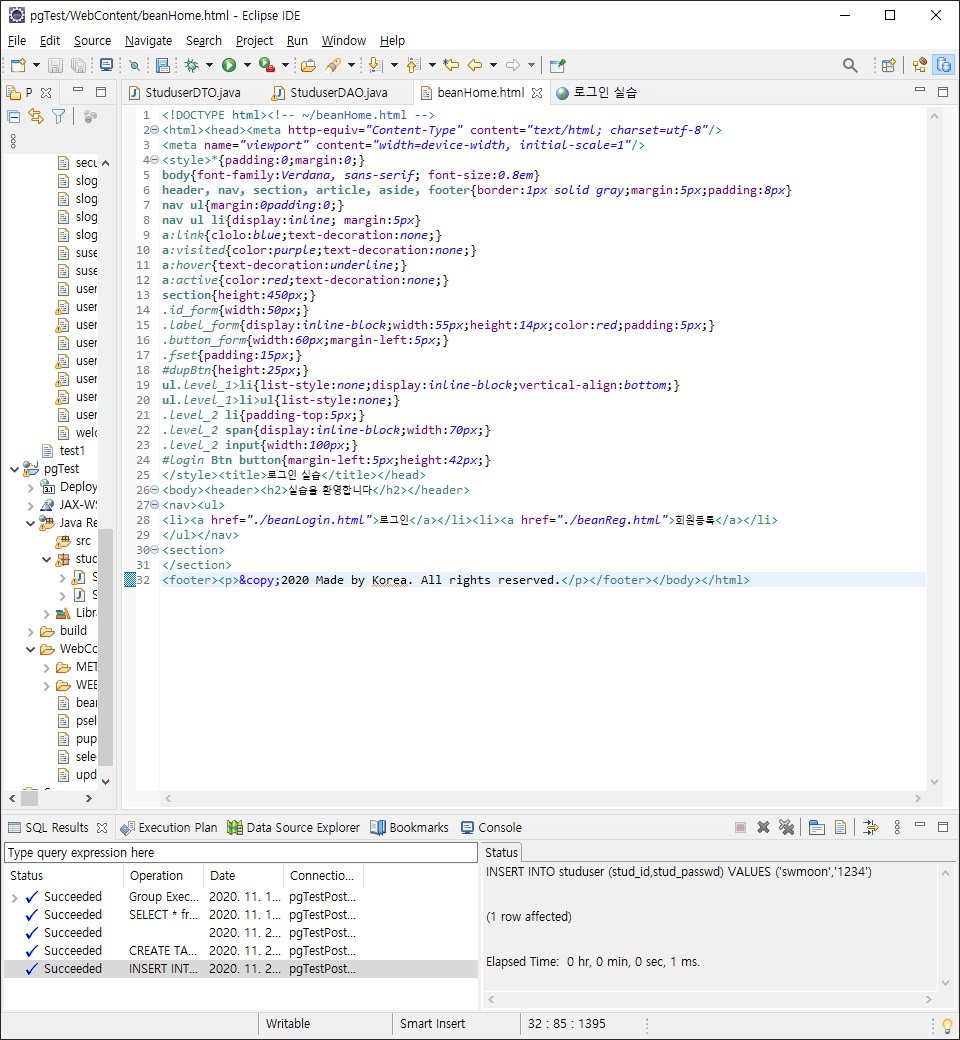 pgTest/WebContent/beanHome.html - Eclipse IDE
File Edit Source Navigate Search Project Run Window Help
P StuduserDTO.java StuduserDAO.java beanHome.html 로그인 실습
1 <!DOCTYPE html><!-- ~/beanHome.html -->
2 <html><head><meta http-equiv="Content-Type" content="text/html; charset=utf-8"/>
3 <meta name="viewport" content="width=device-width, initial-scale=1"/>
4 <style>*{padding:0;margin:0;}
5 body{font-family:Verdana, sans-serif; font-size:0.8em}
6 header, nav, section, article, aside, footer{border:1px solid gray;margin:5px;padding:8px}
7 nav ul{margin:0padding:0;}
8 nav ul li{display:inline; margin:5px}
9 a:link{clolo:blue;text-decoration:none;}
10 a:visited{color:purple;text-decoration:none;}
11 a:hover{text-decoration:underline;}
12 a:active{color:red;text-decoration:none;}
13 section{height:450px;}
14 .id_form{width:50px;}
15 .label_form{display:inline-block;width:55px;height:14px;color:red;padding:5px;}
16 .button_form{width:60px;margin-left:5px;}
17 .fset{padding:15px;}
18 #dupBtn{height:25px;}
19 ul.level_1>li{list-style:none;display:inline-block;vertical-align:bottom;}
20 ul.level_1>li>ul{list-style:none;}
21 .level_2 li{padding-top:5px;}
22 .level_2 span{display:inline-block;width:70px;}
23 .level_2 input{width:100px;}
24 #login Btn button{margin-left:5px;height:42px;}
25 </style><title>로그인 실습</title></head>
26 <body><header><h2>실습을 환영합니다</h2></header>
27 <nav><ul>
28 <li><a href="./beanLogin.html">로그인</a></li><li><a href="./beanReg.html">회원등록</a></li>
29 </ul></nav>
30 <section>
31 </section>
32 <footer><p>&copy;2020 Made by Korea. All rights reserved.</p></footer></body></html>
secu
slog
slog
slog
slog
suse
suse
user
user
user
user
user
user
user
user
welc
test1
pgTest
Deploy
JAX-WS
Java Re
src
stud
S
S
Libr
build
WebCo
MET
WEE
bear
psel
pup
sele
upd
SQL Results Execution Plan Data Source Explorer Bookmarks Console
Type query expression here
Status Operation Date Connectio...
Succeeded Group Exec... 2020. 11. 1... pgTestPost...
Succeeded SELECT * fr... 2020. 11. 1... pgTestPost...
Succeeded 2020. 11. 2... pgTestPost...
Succeeded CREATE TA... 2020. 11. 2... pgTestPost...
Succeeded INSERT INT... 2020. 11. 2... pgTestPost...
Status
INSERT INTO studuser (stud_id,stud_passwd) VALUES ('swmoon','1234')
(1 row affected)
Elapsed Time:  0 hr, 0 min, 0 sec, 1 ms.
Writable Smart Insert 32 : 85 : 1395